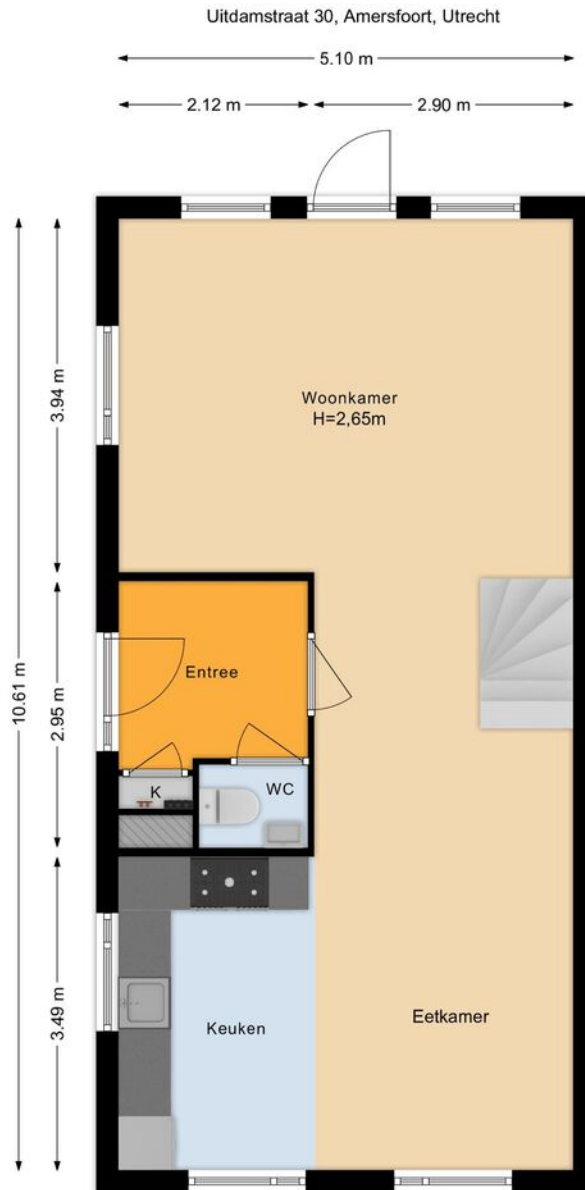 Uitdamstraat 30, Amersfoort, Utrecht
5.10 m
2.12 m
2.90 m
Woonkamer
H=2,65m
3.94 m
10.61 m
2.95 m
3.49 m
Entree
K
WC
Keuken
Eetkamer